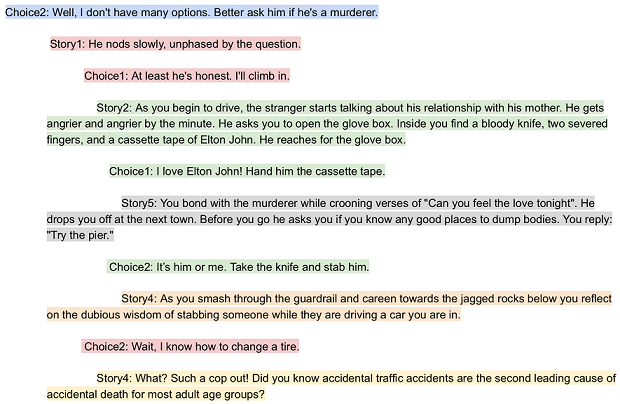 Choice2: Well, I don't have many options. Better ask him if he's a murderer.
Story1: He nods slowly, unphased by the question.
Choice1: At least he's honest. I'll climb in.
Story2: As you begin to drive, the stranger starts talking about his relationship with his mother. He gets
angrier and angrier by the minute. He asks you to open the glove box. Inside you find a bloody knife, two severed
fingers, and a cassette tape of Elton John. He reaches for the glove box.
Choice1: I love Elton John! Hand him the cassette tape.
Story5: You bond with the murderer while crooning verses of "Can you feel the love tonight". He
drops you off at the next town. Before you go he asks you if you know any good places to dump bodies. You reply:
"Try the pier."
Choice2: It's him or me. Take the knife and stab him.
Story4: As you smash through the guardrail and careen towards the jagged rocks below you reflect
on the dubious wisdom of stabbing someone while they are driving a car you are in.
Choice2: Wait, I know how to change a tire.
Story4: What? Such a cop out! Did you know accidental traffic accidents are the second leading cause of
accidental death for most adult age groups?